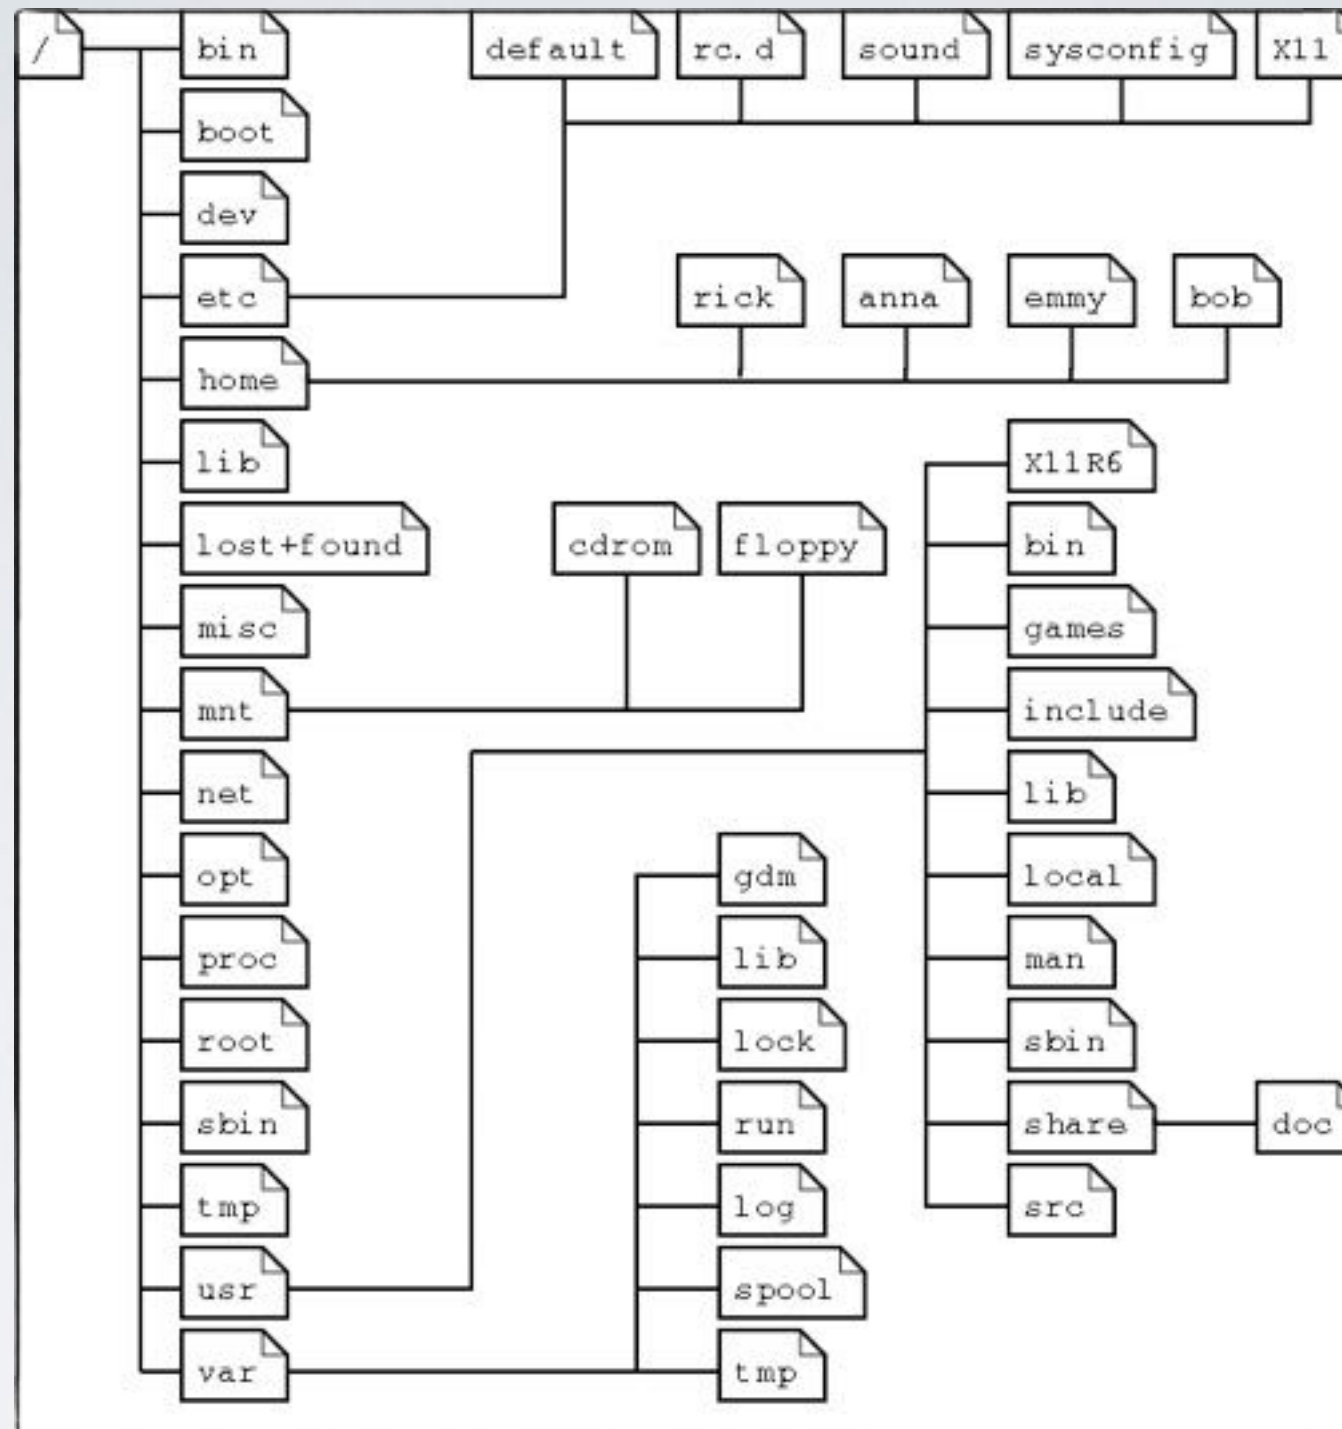 / bin default rc.d sound sysconfig X11
boot
dev
etc rick anna emmy bob
home
lib X11R6
lost+found cdrom floppy bin
misc games
mnt include
net lib
opt gdm local
proc lib man
root lock sbin
sbin run share doc
tmp log src
usr spool
var tmp